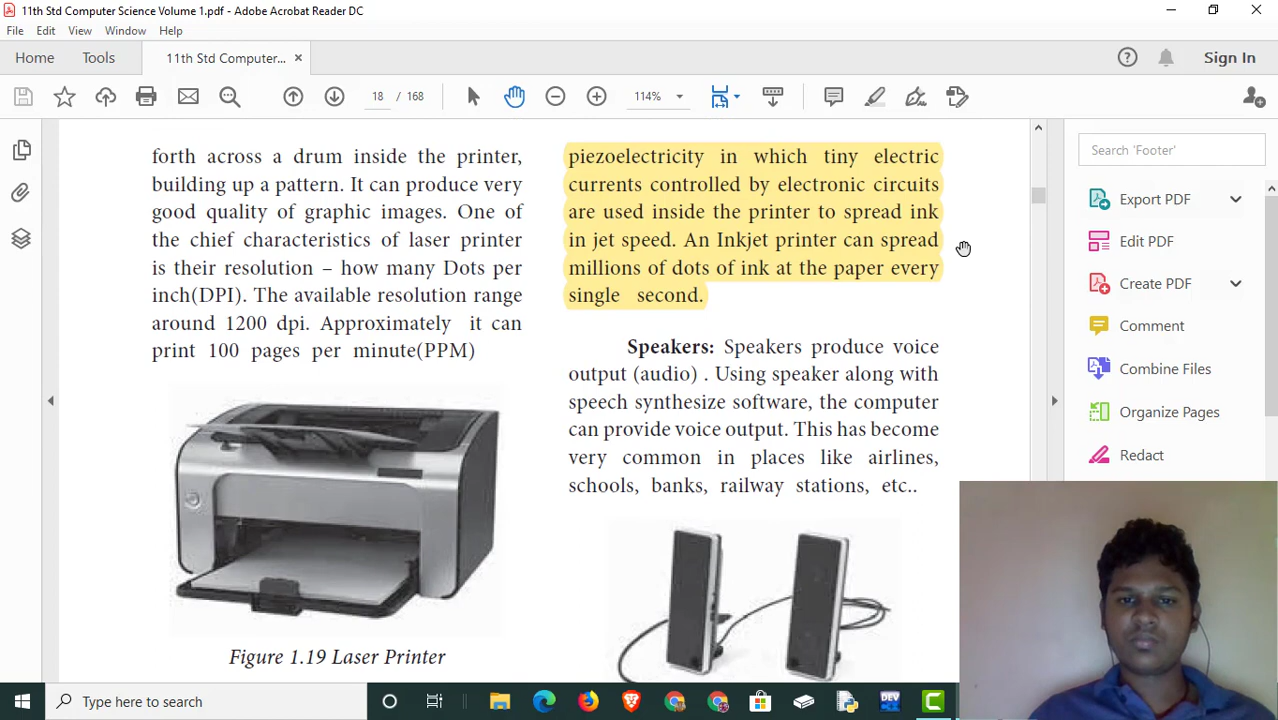 11th Std Computer Science Volume 1.pdf - Adobe Acrobat Reader DC
File Edit View Window Help
Home Tools 11th Std Computer... × Sign In
18 / 168 114%
forth across a drum inside the printer,
building up a pattern. It can produce very
good quality of graphic images. One of
the chief characteristics of laser printer
is their resolution – how many Dots per
inch(DPI). The available resolution range
around 1200 dpi. Approximately it can
print 100 pages per minute(PPM)
Figure 1.19 Laser Printer
piezoelectricity in which tiny electric
currents controlled by electronic circuits
are used inside the printer to spread ink
in jet speed. An Inkjet printer can spread
millions of dots of ink at the paper every
single second.
Speakers: Speakers produce voice
output (audio) . Using speaker along with
speech synthesize software, the computer
can provide voice output. This has become
very common in places like airlines,
schools, banks, railway stations, etc..
Search 'Footer'
Export PDF
Edit PDF
Create PDF
Comment
Combine Files
Organize Pages
Redact
Type here to search
DEV